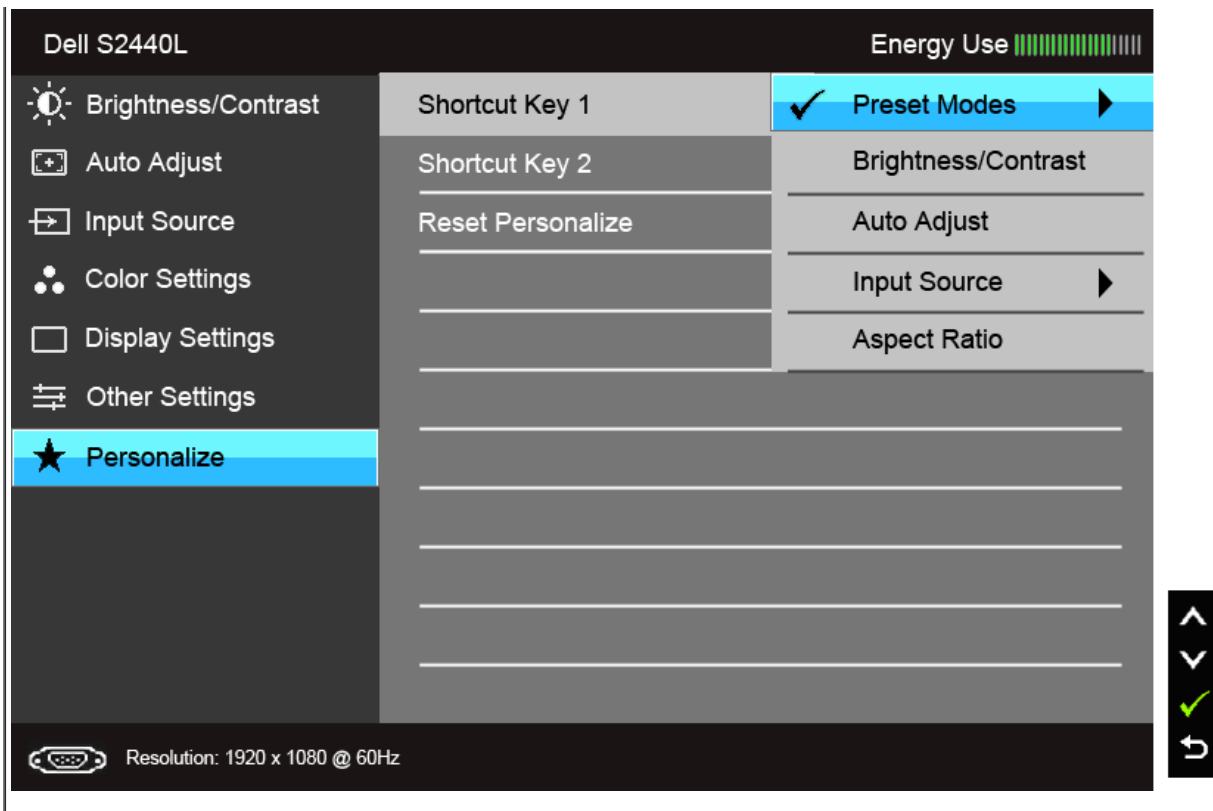 Dell S2440L
Energy Use
Brightness/Contrast
Shortcut Key 1
Preset Modes
Auto Adjust
Shortcut Key 2
Brightness/Contrast
Input Source
Reset Personalize
Auto Adjust
Color Settings
Input Source
Display Settings
Aspect Ratio
Other Settings
Personalize
Resolution: 1920 x 1080 @ 60Hz